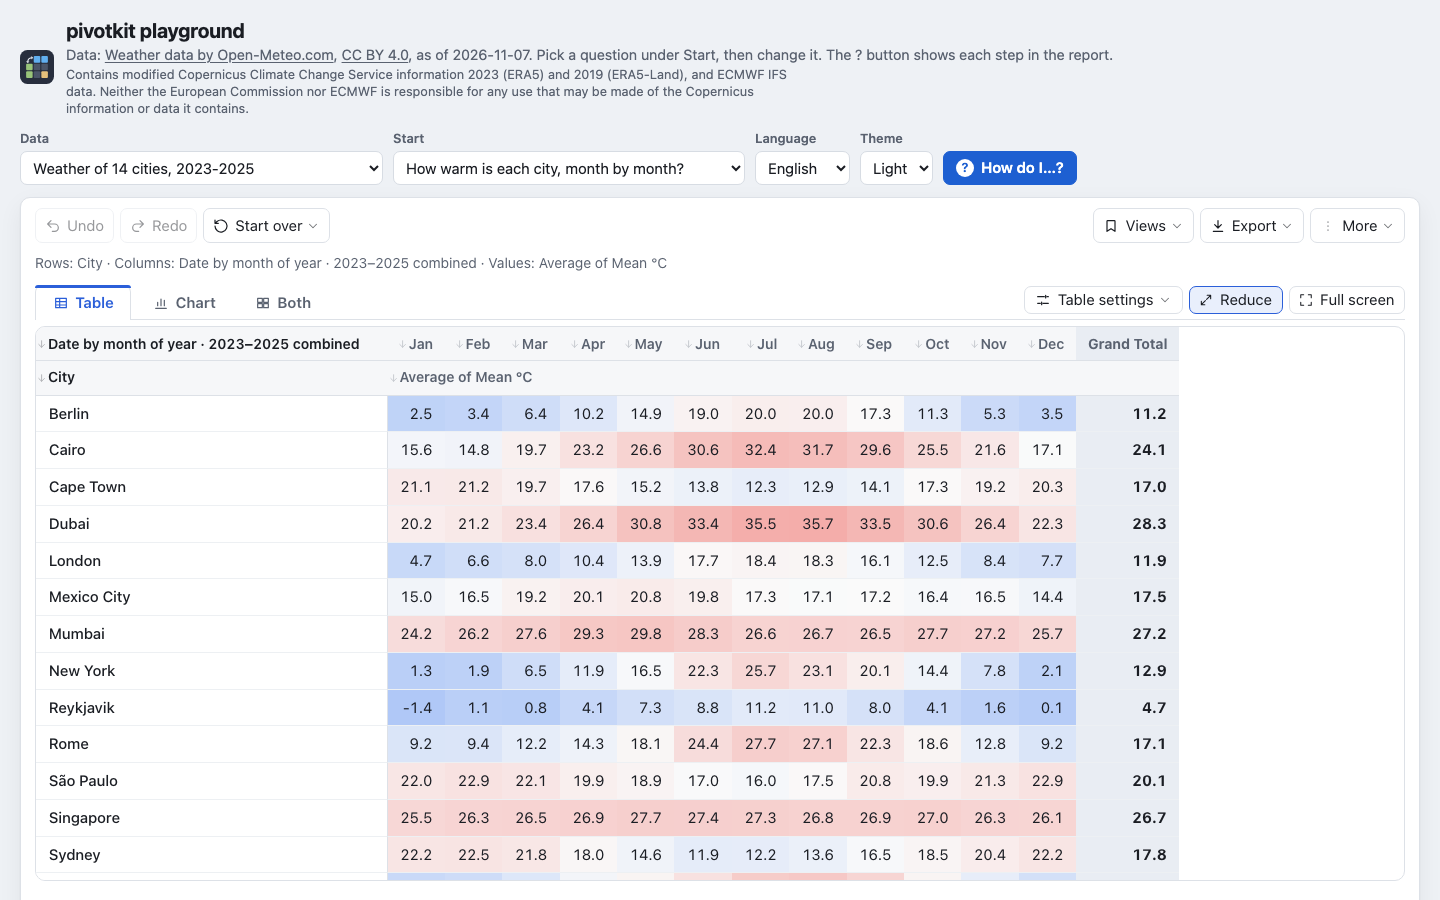 pivotkit playground
Data: Weather data by Open-Meteo.com, CC BY 4.0, as of 2026-11-07. Pick a question under Start, then change it. The ? button shows each step in the report.
Contains modified Copernicus Climate Change Service information 2023 (ERA5) and 2019 (ERA5-Land), and ECMWF IFS
data. Neither the European Commission nor ECMWF is responsible for any use that may be made of the Copernicus
information or data it contains.
Data Start Language Theme
Weather of 14 cities, 2023-2025 How warm is each city, month by month? English Light ? How do I...?
Undo Redo Start over Views Export More
Rows: City · Columns: Date by month of year · 2023–2025 combined · Values: Average of Mean °C
Table Chart Both Table settings Reduce Full screen
↓ Date by month of year · 2023–2025 combined ↓ Jan ↓ Feb ↓ Mar ↓ Apr ↓ May ↓ Jun ↓ Jul ↓ Aug ↓ Sep ↓ Oct ↓ Nov ↓ Dec Grand Total
↓ City ↓ Average of Mean °C
Berlin 2.5 3.4 6.4 10.2 14.9 19.0 20.0 20.0 17.3 11.3 5.3 3.5 11.2
Cairo 15.6 14.8 19.7 23.2 26.6 30.6 32.4 31.7 29.6 25.5 21.6 17.1 24.1
Cape Town 21.1 21.2 19.7 17.6 15.2 13.8 12.3 12.9 14.1 17.3 19.2 20.3 17.0
Dubai 20.2 21.2 23.4 26.4 30.8 33.4 35.5 35.7 33.5 30.6 26.4 22.3 28.3
London 4.7 6.6 8.0 10.4 13.9 17.7 18.4 18.3 16.1 12.5 8.4 7.7 11.9
Mexico City 15.0 16.5 19.2 20.1 20.8 19.8 17.3 17.1 17.2 16.4 16.5 14.4 17.5
Mumbai 24.2 26.2 27.6 29.3 29.8 28.3 26.6 26.7 26.5 27.7 27.2 25.7 27.2
New York 1.3 1.9 6.5 11.9 16.5 22.3 25.7 23.1 20.1 14.4 7.8 2.1 12.9
Reykjavik -1.4 1.1 0.8 4.1 7.3 8.8 11.2 11.0 8.0 4.1 1.6 0.1 4.7
Rome 9.2 9.4 12.2 14.3 18.1 24.4 27.7 27.1 22.3 18.6 12.8 9.2 17.1
São Paulo 22.0 22.9 22.1 19.9 18.9 17.0 16.0 17.5 20.8 19.9 21.3 22.9 20.1
Singapore 25.5 26.3 26.5 26.9 27.7 27.4 27.3 26.8 26.9 27.0 26.3 26.1 26.7
Sydney 22.2 22.5 21.8 18.0 14.6 11.9 12.2 13.6 16.5 18.5 20.4 22.2 17.8